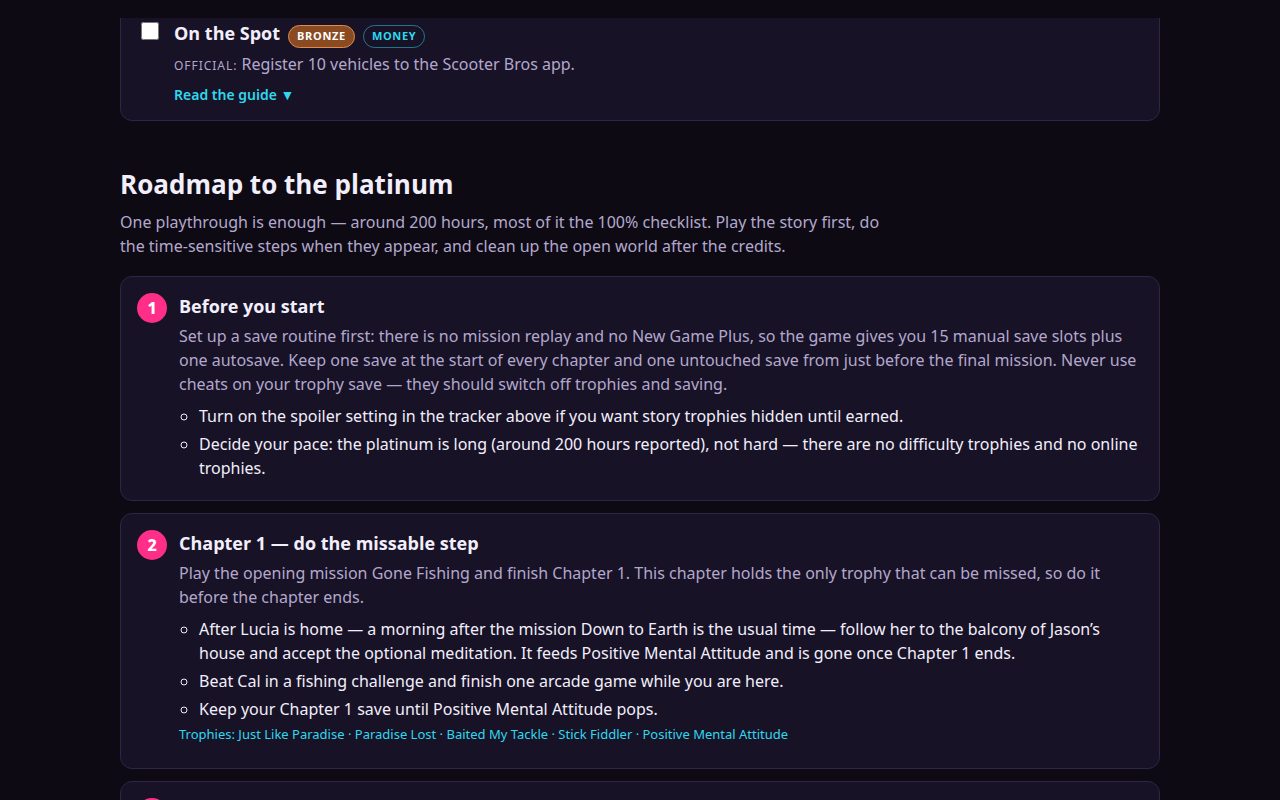 On the Spot BRONZE MONEY
OFFICIAL: Register 10 vehicles to the Scooter Bros app.
Read the guide ▼
Roadmap to the platinum
One playthrough is enough — around 200 hours, most of it the 100% checklist. Play the story first, do
the time-sensitive steps when they appear, and clean up the open world after the credits.
1 Before you start
Set up a save routine first: there is no mission replay and no New Game Plus, so the game gives you 15 manual save slots plus
one autosave. Keep one save at the start of every chapter and one untouched save from just before the final mission. Never use
cheats on your trophy save — they should switch off trophies and saving.
Turn on the spoiler setting in the tracker above if you want story trophies hidden until earned.
Decide your pace: the platinum is long (around 200 hours reported), not hard — there are no difficulty trophies and no online
trophies.
2 Chapter 1 — do the missable step
Play the opening mission Gone Fishing and finish Chapter 1. This chapter holds the only trophy that can be missed, so do it
before the chapter ends.
After Lucia is home — a morning after the mission Down to Earth is the usual time — follow her to the balcony of Jason’s
house and accept the optional meditation. It feeds Positive Mental Attitude and is gone once Chapter 1 ends.
Beat Cal in a fishing challenge and finish one arcade game while you are here.
Keep your Chapter 1 save until Positive Mental Attitude pops.
Trophies: Just Like Paradise · Paradise Lost · Baited My Tackle · Stick Fiddler · Positive Mental Attitude